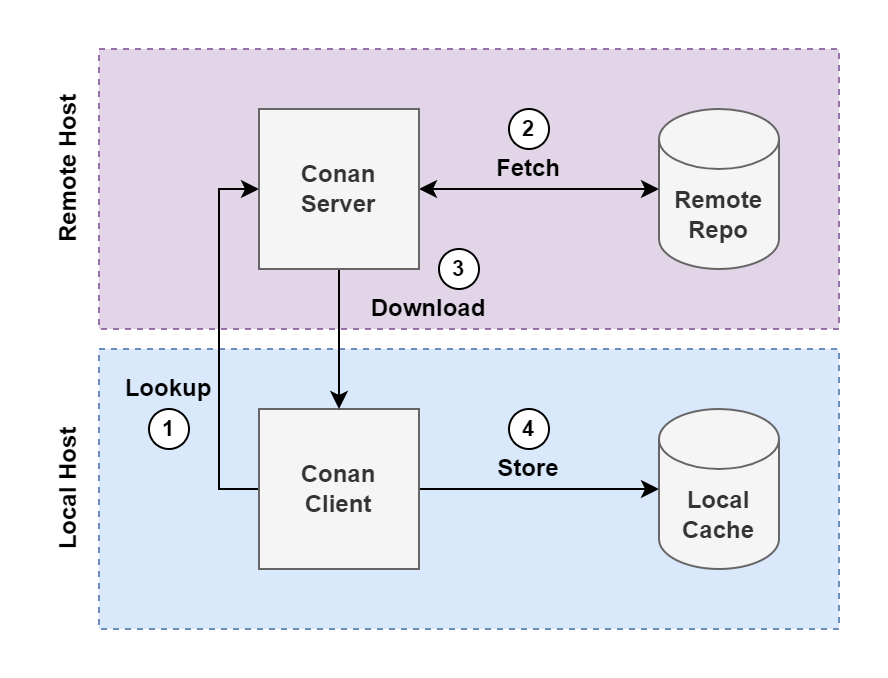 Remote Host
Conan
Server
2
Fetch
Remote
Repo
3
Download
Local Host
Lookup
1
Conan
Client
4
Store
Local
Cache